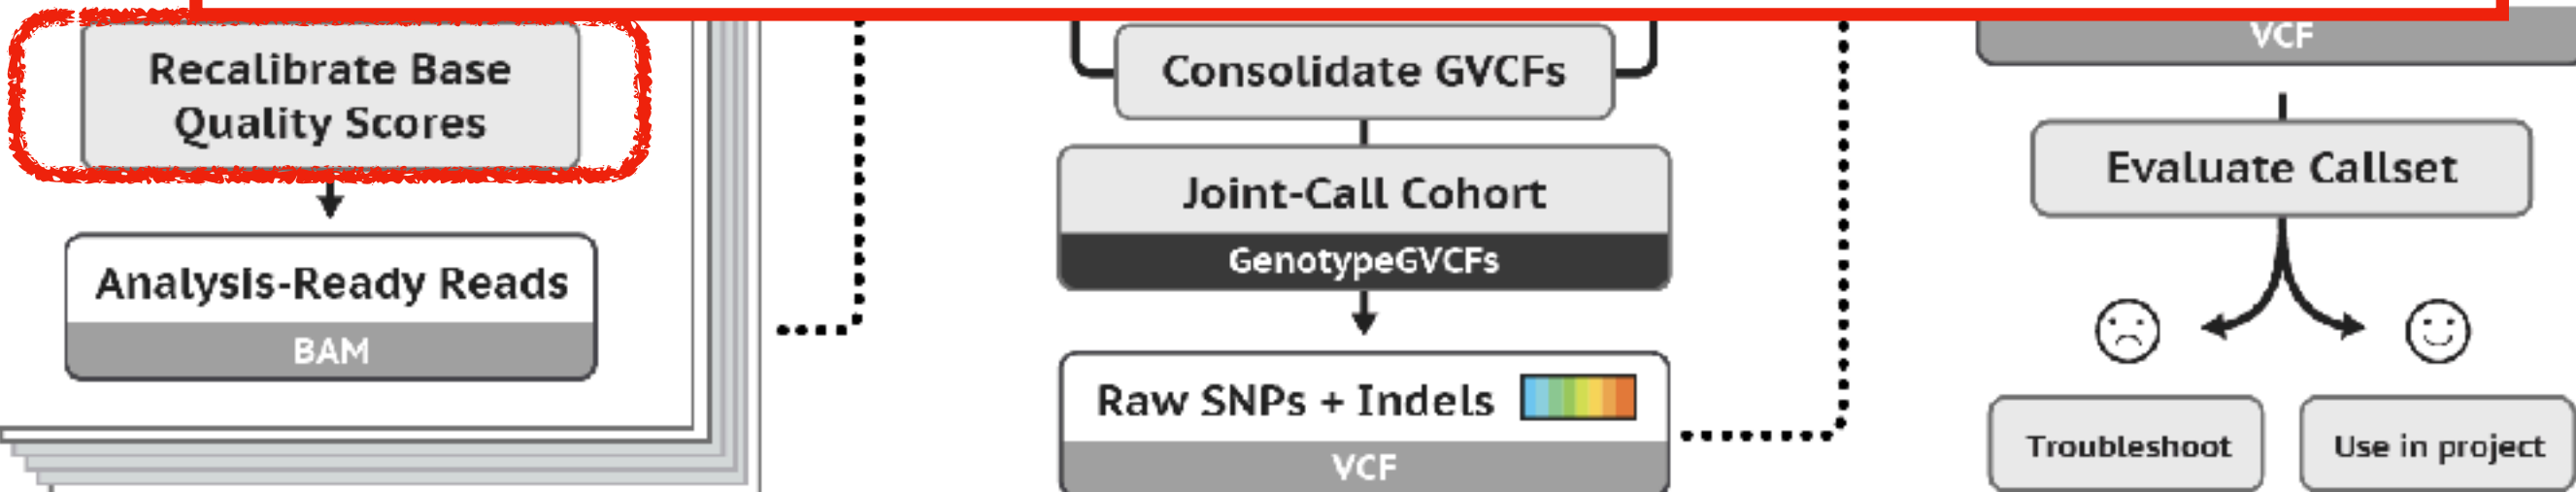 Recalibrate Base
Quality Scores
Analysis-Ready Reads
BAM
Consolidate GVCFs
Joint-Call Cohort
GenotypeGVCFs
Raw SNPs + Indels
VCF
VCF
Evaluate Callset
Troubleshoot
Use in project